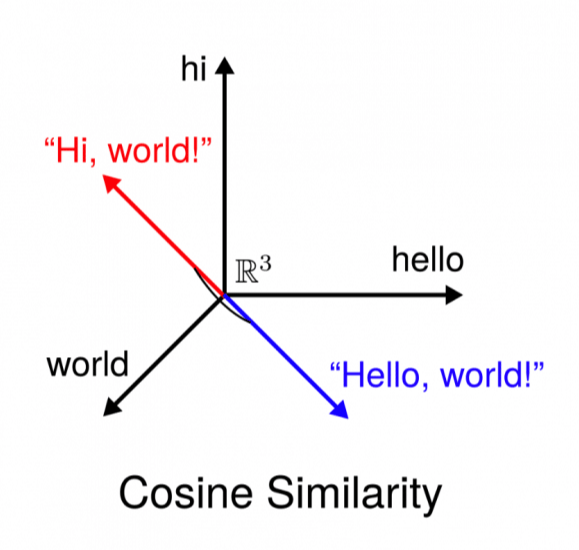 hi
“Hi, world!”
ℝ³
hello
world
“Hello, world!”
Cosine Similarity